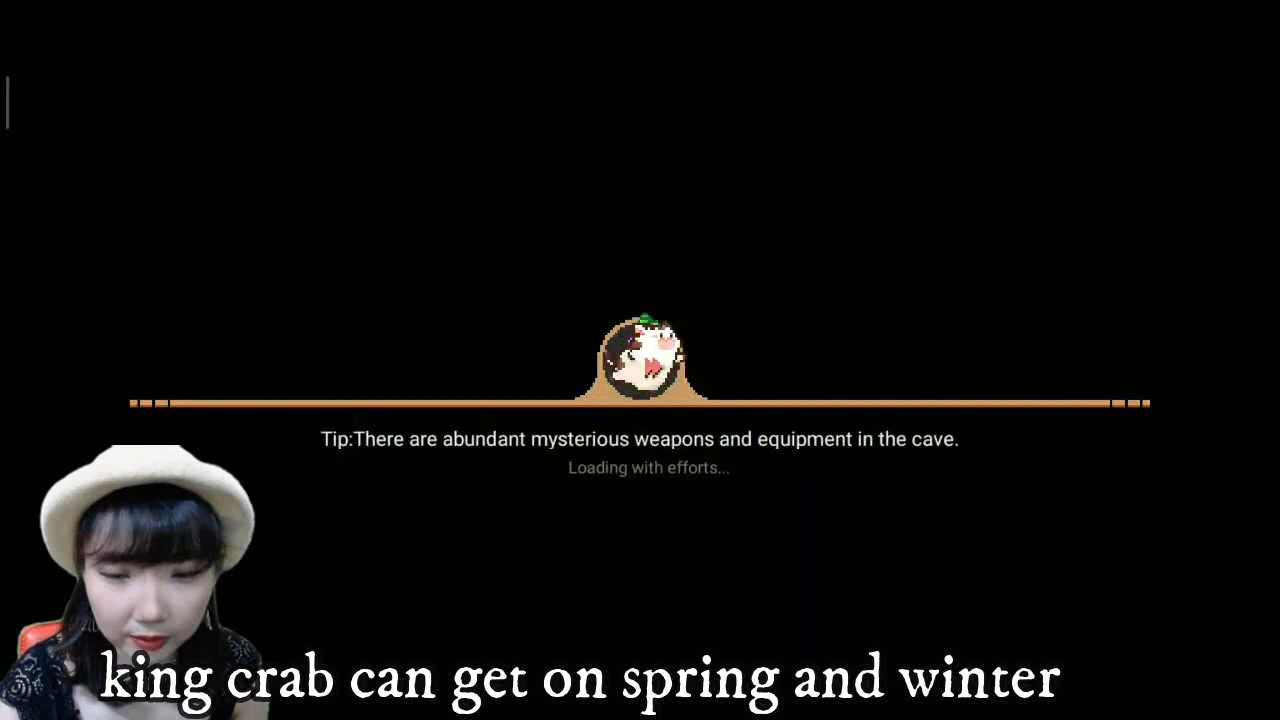 Tip:There are abundant mysterious weapons and equipment in the cave.
Loading with efforts...
king crab can get on spring and winter